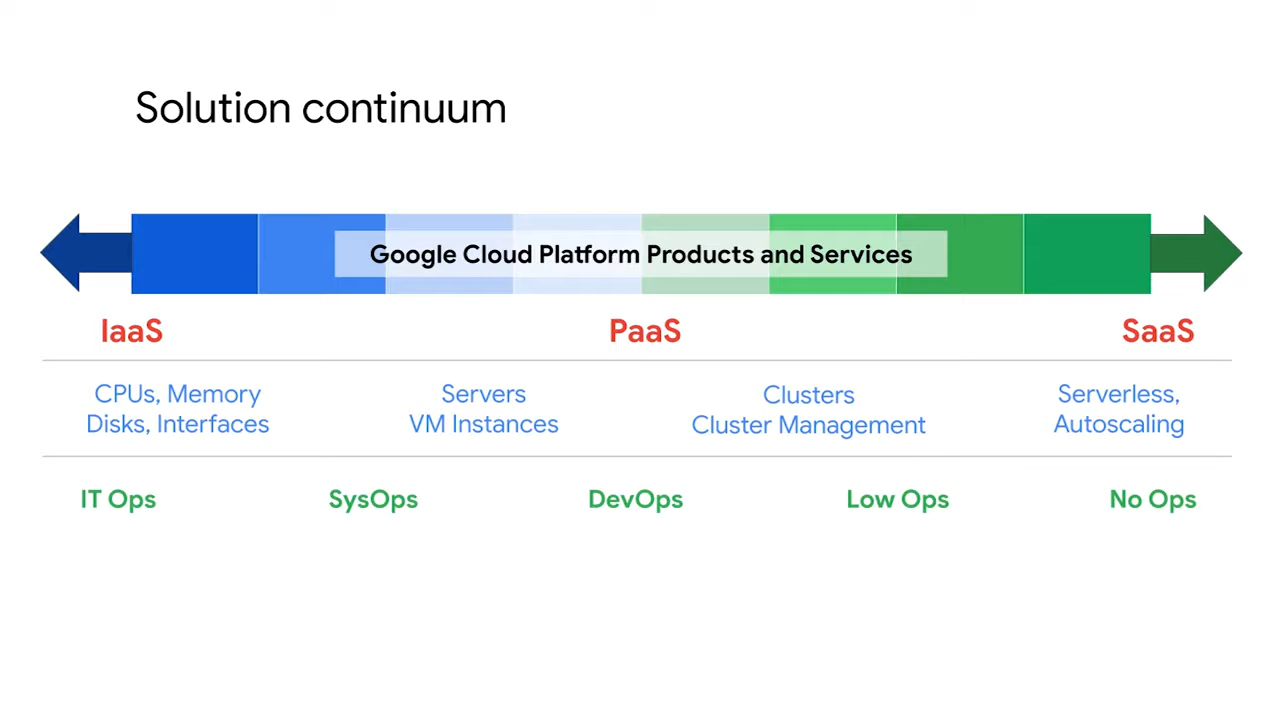 Solution continuum
Google Cloud Platform Products and Services
IaaS
PaaS
SaaS
CPUs, Memory
Disks, Interfaces
Servers
VM Instances
Clusters
Cluster Management
Serverless,
Autoscaling
IT Ops
SysOps
DevOps
Low Ops
No Ops